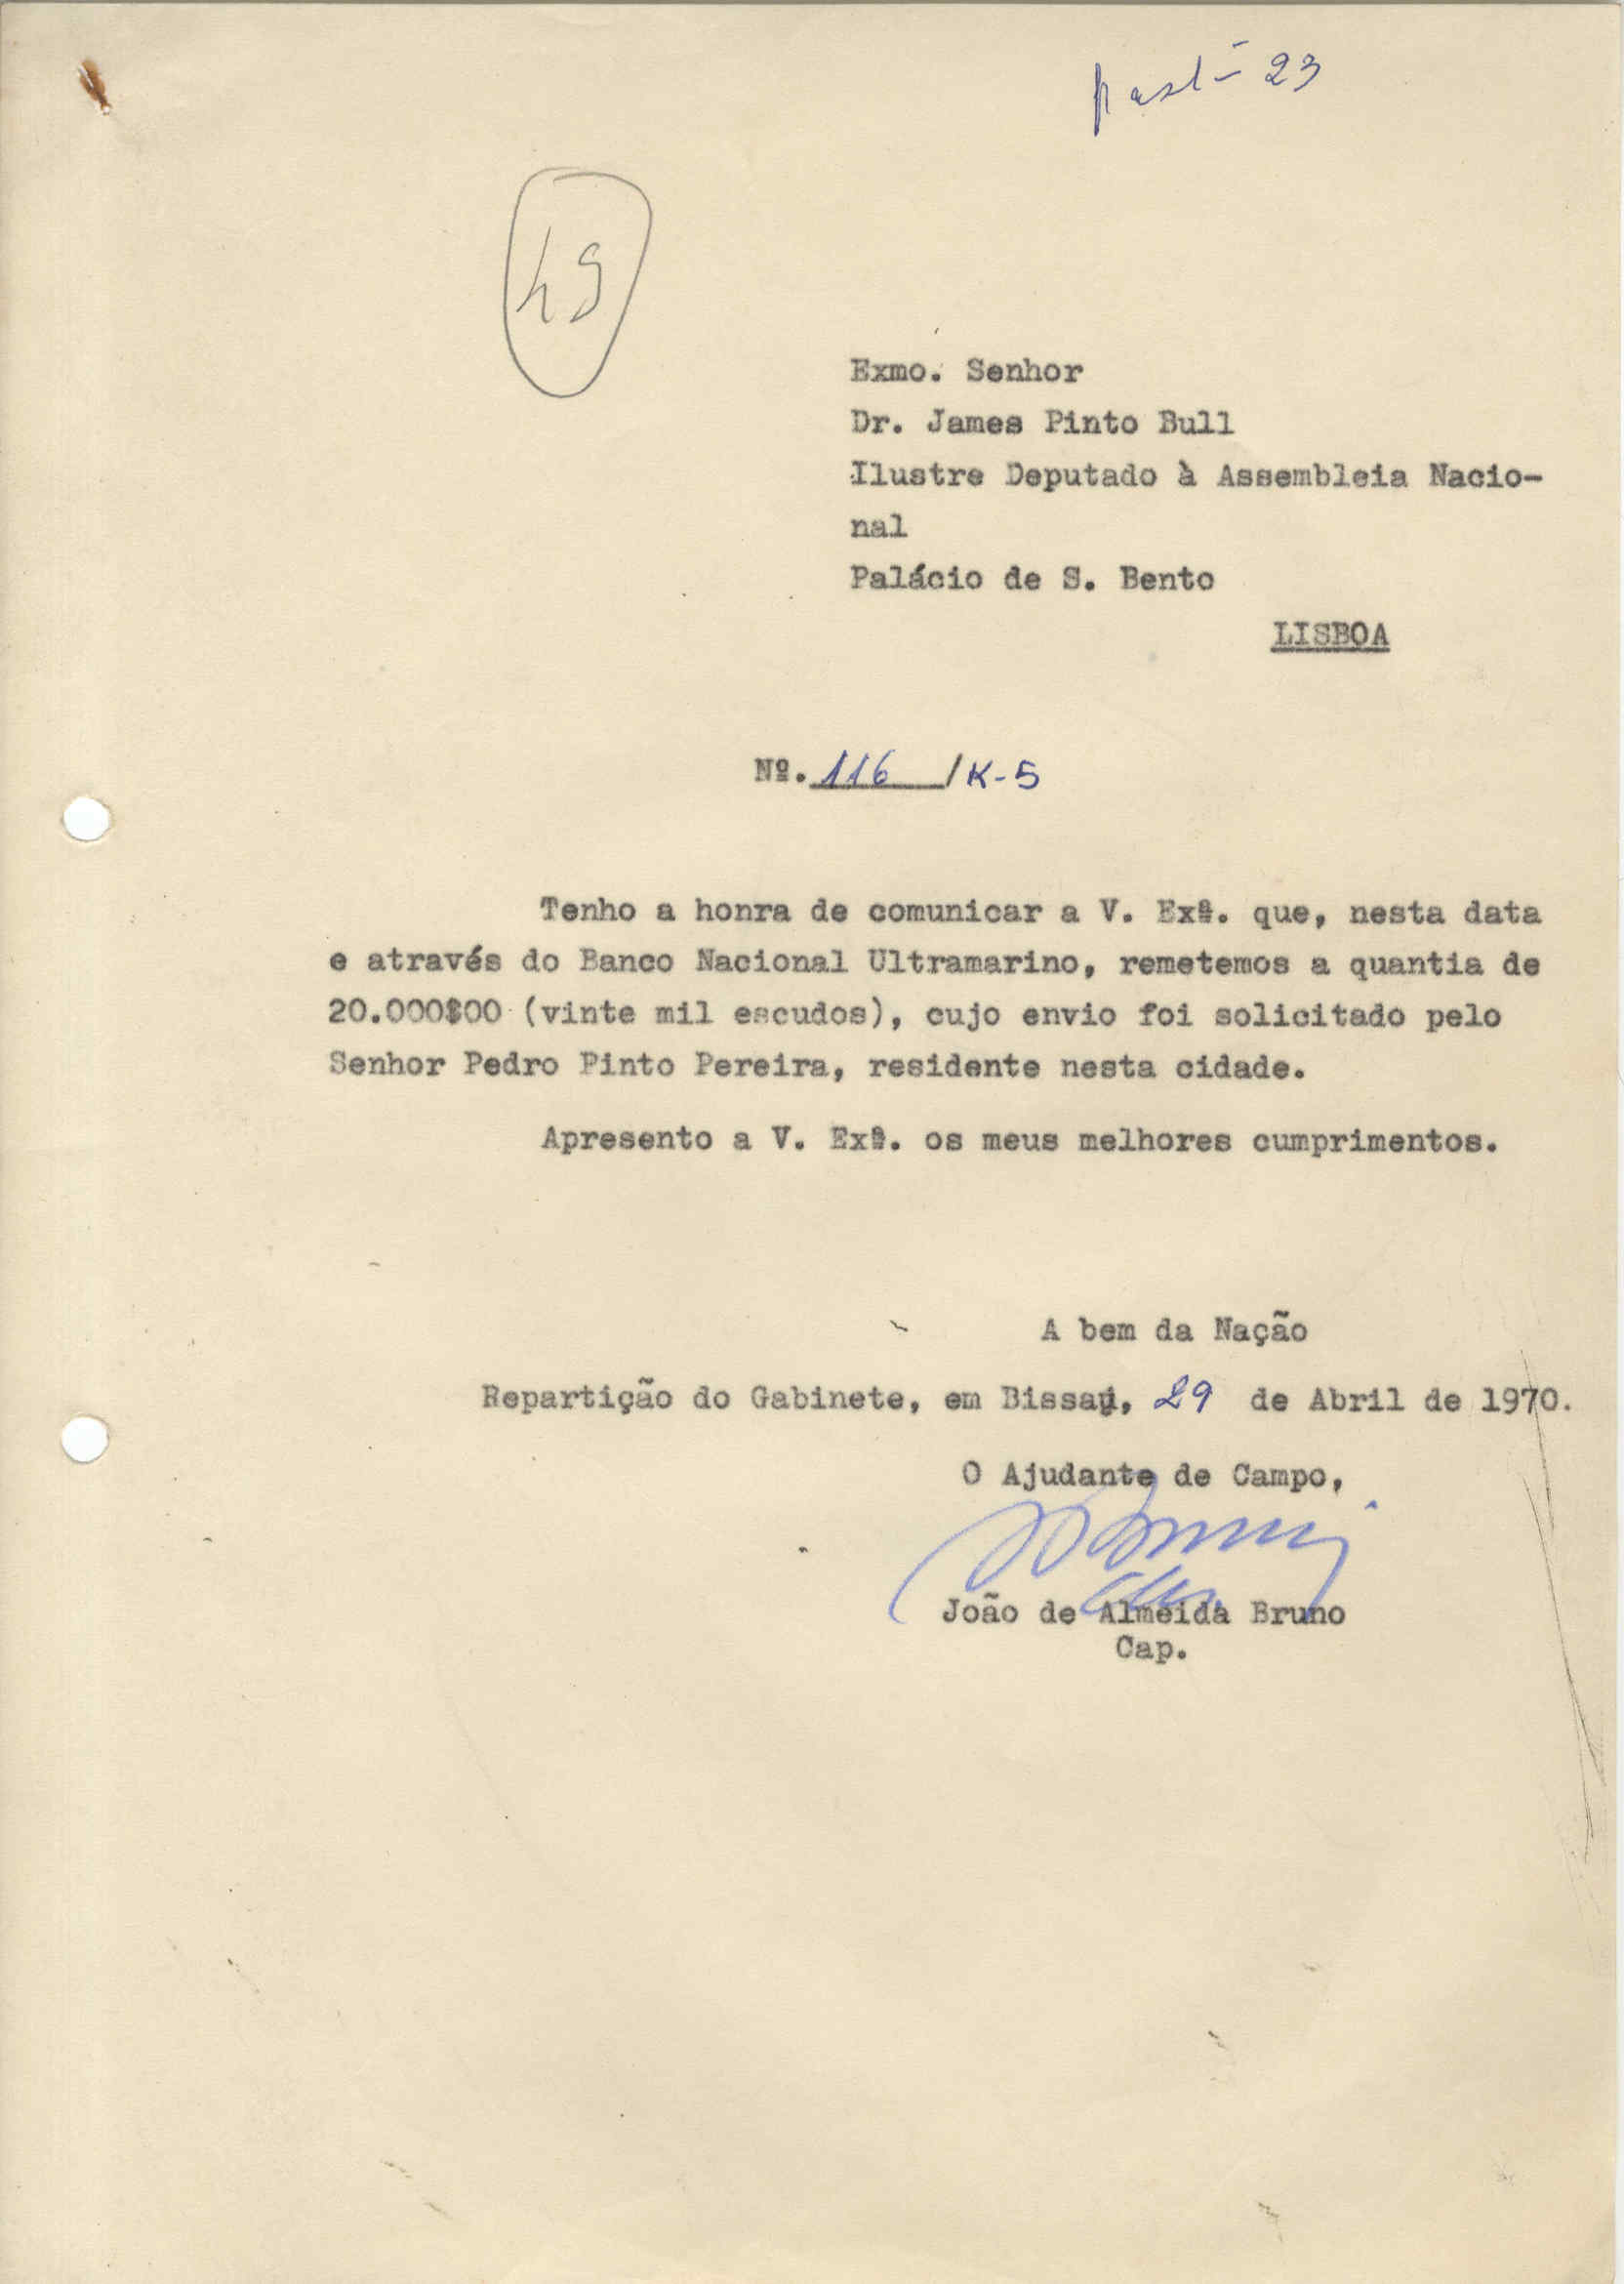 past- 23
Exmo. Senhor
Dr. James Pinto Bull
Ilustre Deputado à Assembleia Nacio-
nal
Palácio de S. Bento
LISBOA
Nº. 116 /K-5
Tenho a honra de comunicar a V. Exª. que, nesta data
e através do Banco Nacional Ultramarino, remetemos a quantia de
20.000$00 (vinte mil escudos), cujo envio foi solicitado pelo
Senhor Pedro Pinto Pereira, residente nesta cidade.
Apresento a V. Exª. os meus melhores cumprimentos.
A bem da Nação
Repartição do Gabinete, em Bissau, 29 de Abril de 1970.
O Ajudante de Campo,
João de Almeida Bruno
Cap.